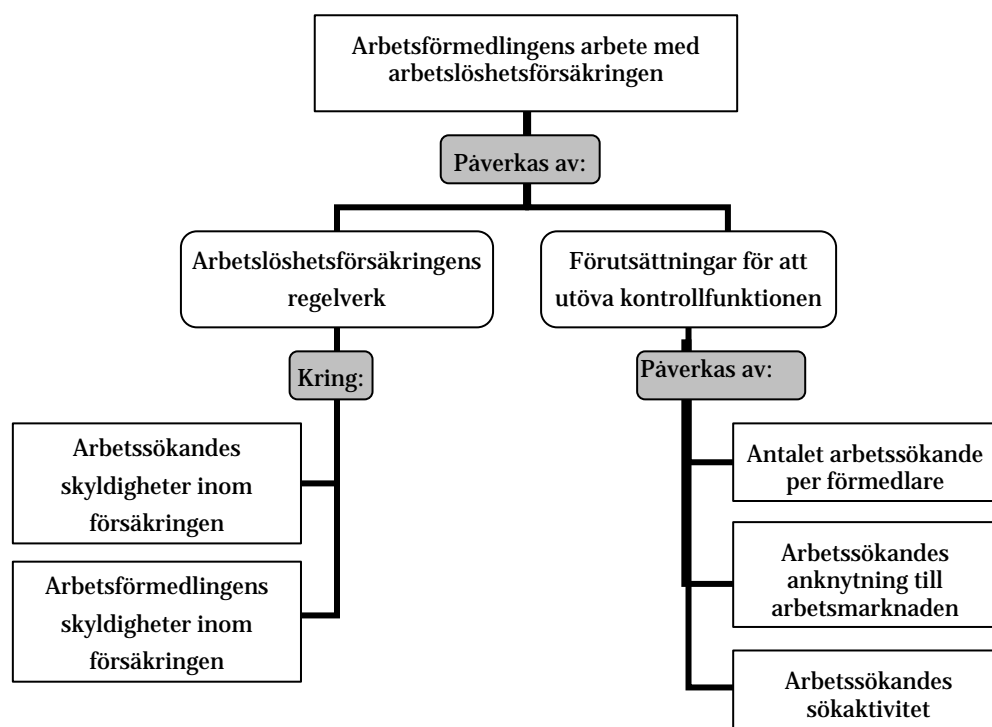 Arbetsförmedlingens arbete med
arbetslöshetsförsäkringen
Påverkas av:
Arbetslöshetsförsäkringens
regelverk
Förutsättningar för att
utöva kontrollfunktionen
Kring:
Påverkas av:
Arbetssökandes
skyldigheter inom
försäkringen
Arbetsförmedlingens
skyldigheter inom
försäkringen
Antalet arbetssökande
per förmedlare
Arbetssökandes
anknytning till
arbetsmarknaden
Arbetssökandes
sökaktivitet